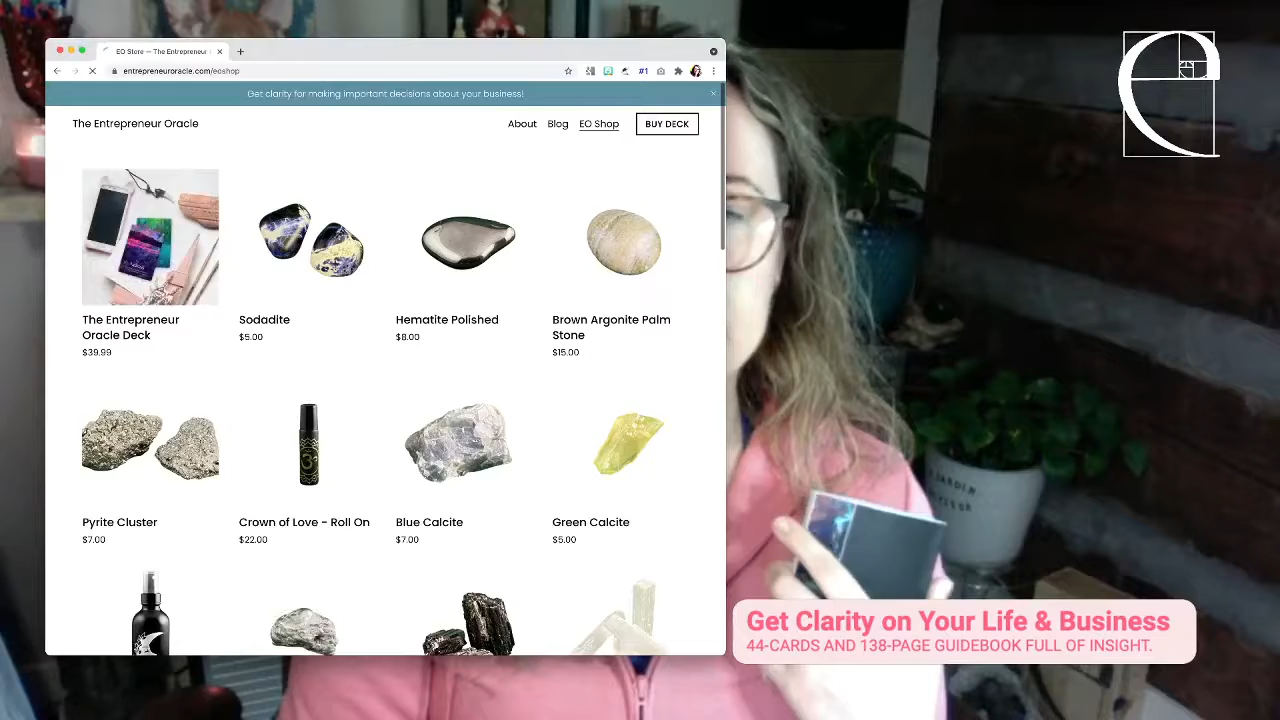 EO Store — The Entrepreneur
entrepreneuroracle.com/eoshop
#1
Get clarity for making important decisions about your business!
The Entrepreneur Oracle
About
Blog
EO Shop
BUY DECK
The Entrepreneur
Oracle Deck
$39.99
Sodadite
$5.00
Hematite Polished
$8.00
Brown Argonite Palm
Stone
$15.00
Pyrite Cluster
$7.00
Crown of Love - Roll On
$22.00
Blue Calcite
$7.00
Green Calcite
$5.00
Get Clarity on Your Life & Business
44-CARDS AND 138-PAGE GUIDEBOOK FULL OF INSIGHT.